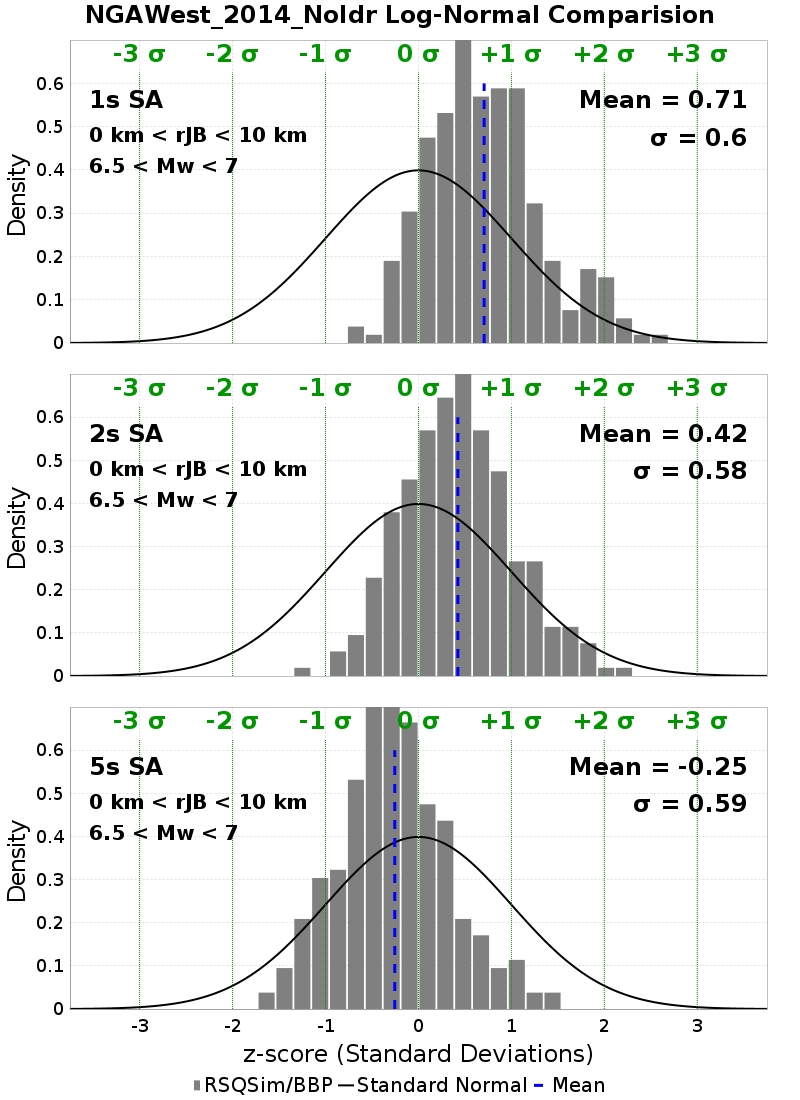 NGAWest_2014_NoIdr Log-Normal Comparision
-3 σ -2 σ -1 σ 0 σ +1 σ +2 σ +3 σ
0.6
0.5
0.4
0.3
0.2
0.1
0
Density
1s SA
0 km < rJB < 10 km
6.5 < Mw < 7
Mean = 0.71
σ = 0.6
-3 σ -2 σ -1 σ 0 σ +1 σ +2 σ +3 σ
0.6
0.5
0.4
0.3
0.2
0.1
0
Density
2s SA
0 km < rJB < 10 km
6.5 < Mw < 7
Mean = 0.42
σ = 0.58
-3 σ -2 σ -1 σ 0 σ +1 σ +2 σ +3 σ
0.6
0.5
0.4
0.3
0.2
0.1
0
Density
5s SA
0 km < rJB < 10 km
6.5 < Mw < 7
Mean = -0.25
σ = 0.59
-3 -2 -1 0 1 2 3
z-score (Standard Deviations)
RSQSim/BBP Standard Normal Mean